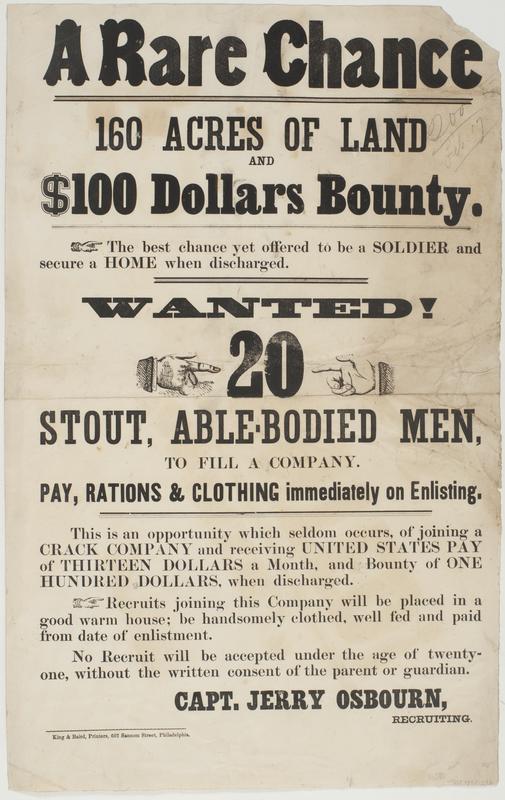 A Rare Chance
160 ACRES OF LAND
AND
$100 Dollars Bounty.
The best chance yet offered to be a SOLDIER and
secure a HOME when discharged.
WANTED!
20
STOUT, ABLE-BODIED MEN,
TO FILL A COMPANY.
PAY, RATIONS & CLOTHING immediately on Enlisting.
This is an opportunity which seldom occurs, of joining a
CRACK COMPANY and receiving UNITED STATES PAY
of THIRTEEN DOLLARS a Month, and Bounty of ONE
HUNDRED DOLLARS, when discharged.
Recruits joining this Company will be placed in a
good warm house; be handsomely clothed, well fed and paid
from date of enlistment.
No Recruit will be accepted under the age of twenty-
one, without the written consent of the parent or guardian.
CAPT. JERRY OSBOURN,
RECRUITING.
King & Baird, Printers, 607 Sansom Street, Philadelphia.